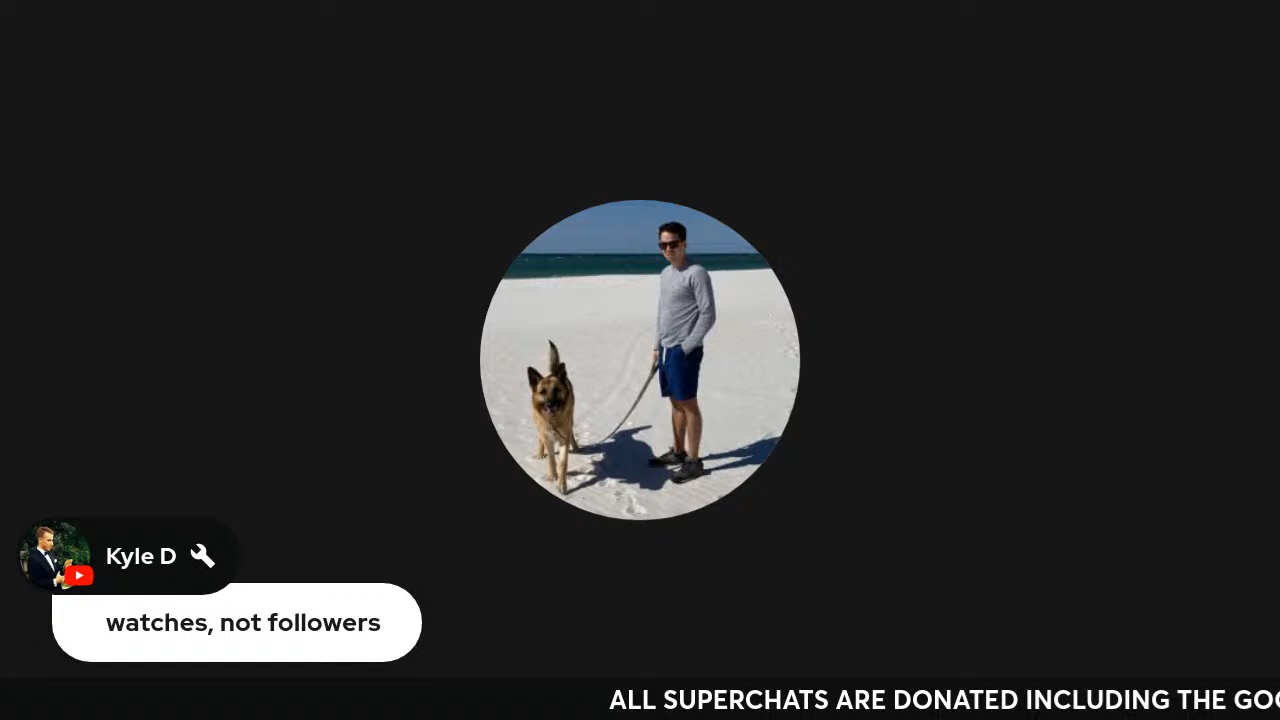 Kyle D
watches, not followers
ALL SUPERCHATS ARE DONATED INCLUDING THE